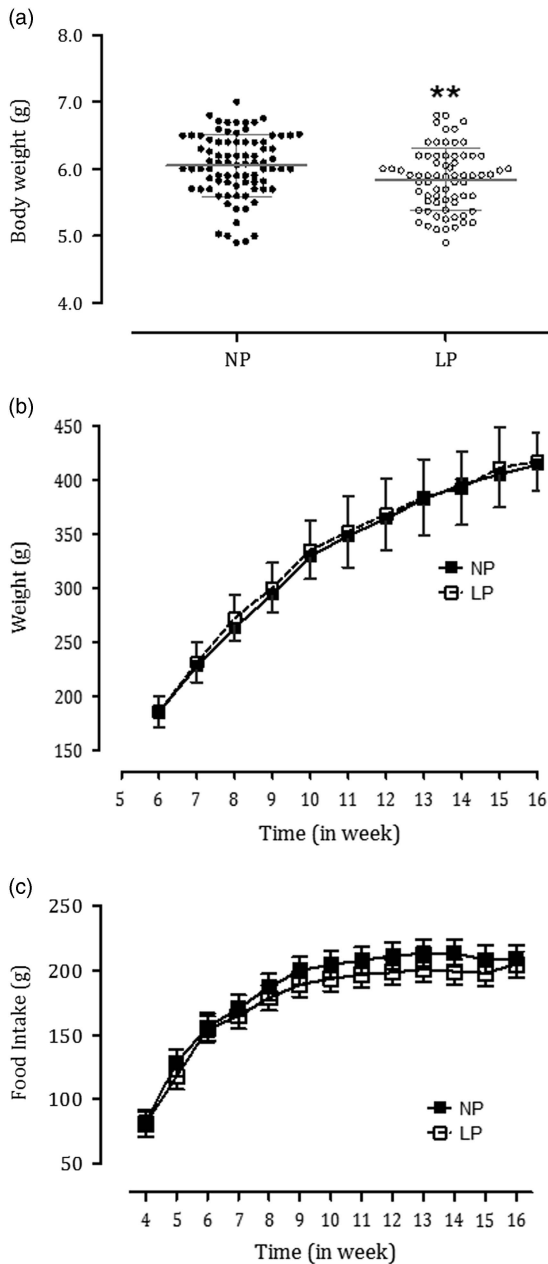 (a)
8.0
7.0
6.0
5.0
4.0
Body weight (g)
**
NP LP
(b)
450
400
350
300
250
200
150
Weight (g)
NP
LP
5 6 7 8 9 10 11 12 13 14 15 16
Time (in week)
(c)
250
200
150
100
50
Food Intake (g)
NP
LP
4 5 6 7 8 9 10 11 12 13 14 15 16
Time (in week)